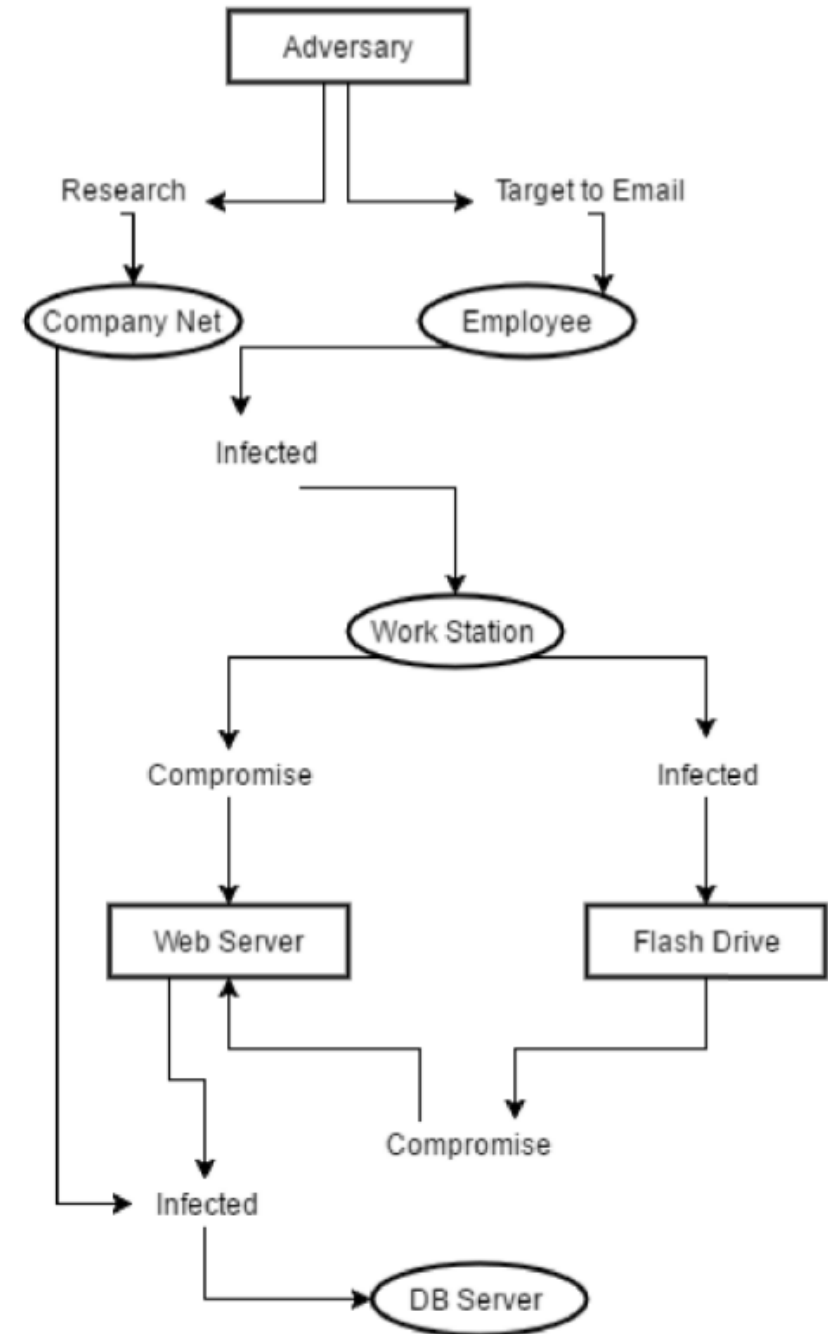 Adversary
Research
Target to Email
Company Net
Employee
Infected
Work Station
Compromise
Infected
Web Server
Flash Drive
Compromise
Infected
DB Server